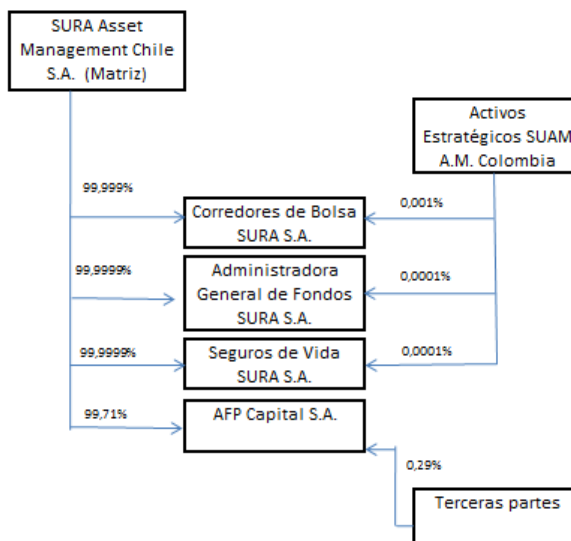 SURA Asset
Management Chile
S.A. (Matriz)
Activos
Estratégicos SUAM
A.M. Colombia
99,999%
Corredores de Bolsa
SURA S.A.
0,001%
99,9999%
Administradora
General de Fondos
SURA S.A.
0,0001%
99,9999%
Seguros de Vida
SURA S.A.
0,0001%
99,71%
AFP Capital S.A.
0,29%
Terceras partes